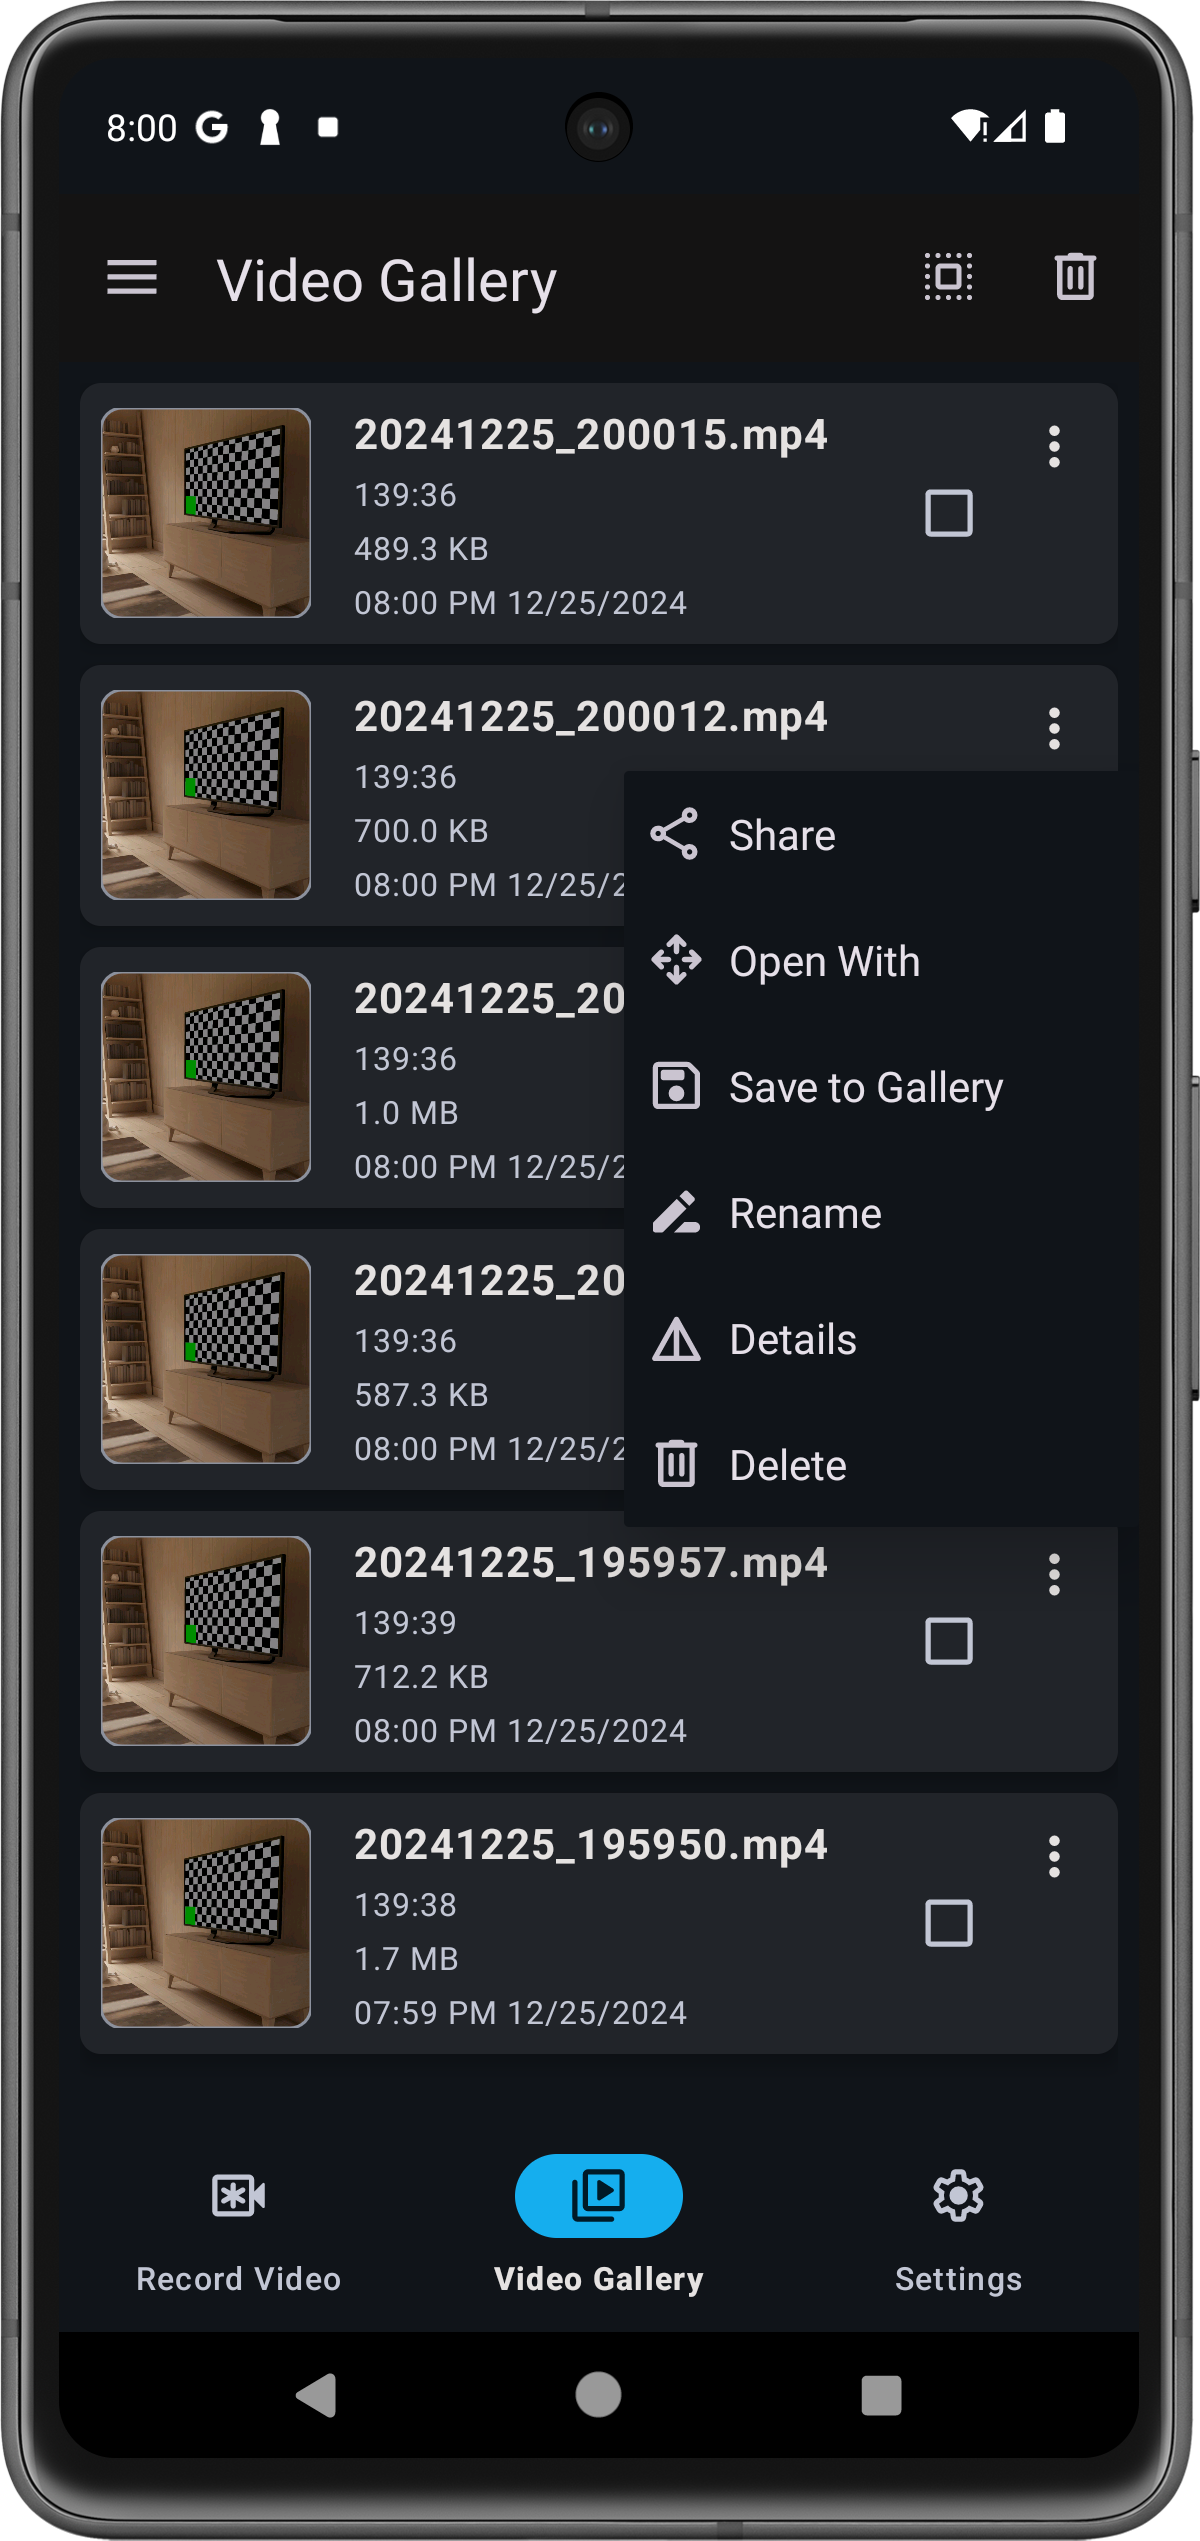 8:00
Video Gallery
20241225_200015.mp4
139:36
489.3 KB
08:00 PM 12/25/2024
20241225_200012.mp4
139:36
700.0 KB
08:00 PM 12/25/2
20241225_20
139:36
1.0 MB
08:00 PM 12/25/2
20241225_20
139:36
587.3 KB
08:00 PM 12/25/2
Share
Open With
Save to Gallery
Rename
Details
Delete
20241225_195957.mp4
139:39
712.2 KB
08:00 PM 12/25/2024
20241225_195950.mp4
139:38
1.7 MB
07:59 PM 12/25/2024
Record Video
Video Gallery
Settings